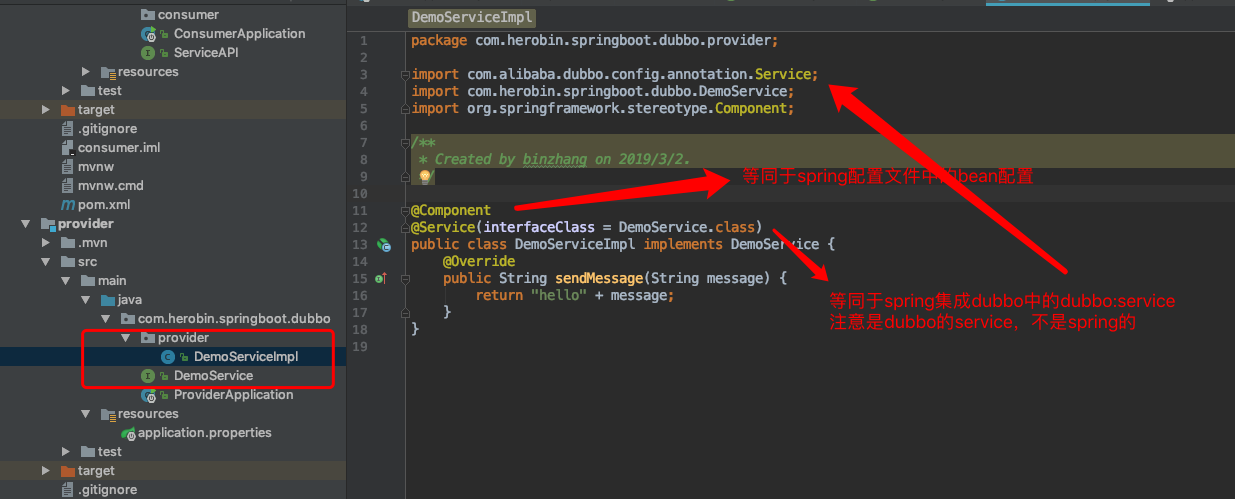 consumer
ConsumerApplication
ServiceAPI
resources
test
target
.gitignore
consumer.iml
mvnw
mvnw.cmd
pom.xml
provider
.mvn
src
main
java
com.herobin.springboot.dubbo
provider
DemoServiceImpl
DemoService
ProviderApplication
resources
application.properties
test
target
.gitignore
DemoServiceImpl
1 package com.herobin.springboot.dubbo.provider;
2
3 import com.alibaba.dubbo.config.annotation.Service;
4 import com.herobin.springboot.dubbo.DemoService;
5 import org.springframework.stereotype.Component;
6
7 /**
8 * Created by binzhang on 2019/3/2.
9 */
10
11 @Component
12 @Service(interfaceClass = DemoService.class)
13 public class DemoServiceImpl implements DemoService {
14 @Override
15 public String sendMessage(String message) {
16 return "hello" + message;
17 }
18 }
19
等同于spring配置文件中的bean配置
等同于spring集成dubbo中的dubbo:service
注意是dubbo的service，不是spring的